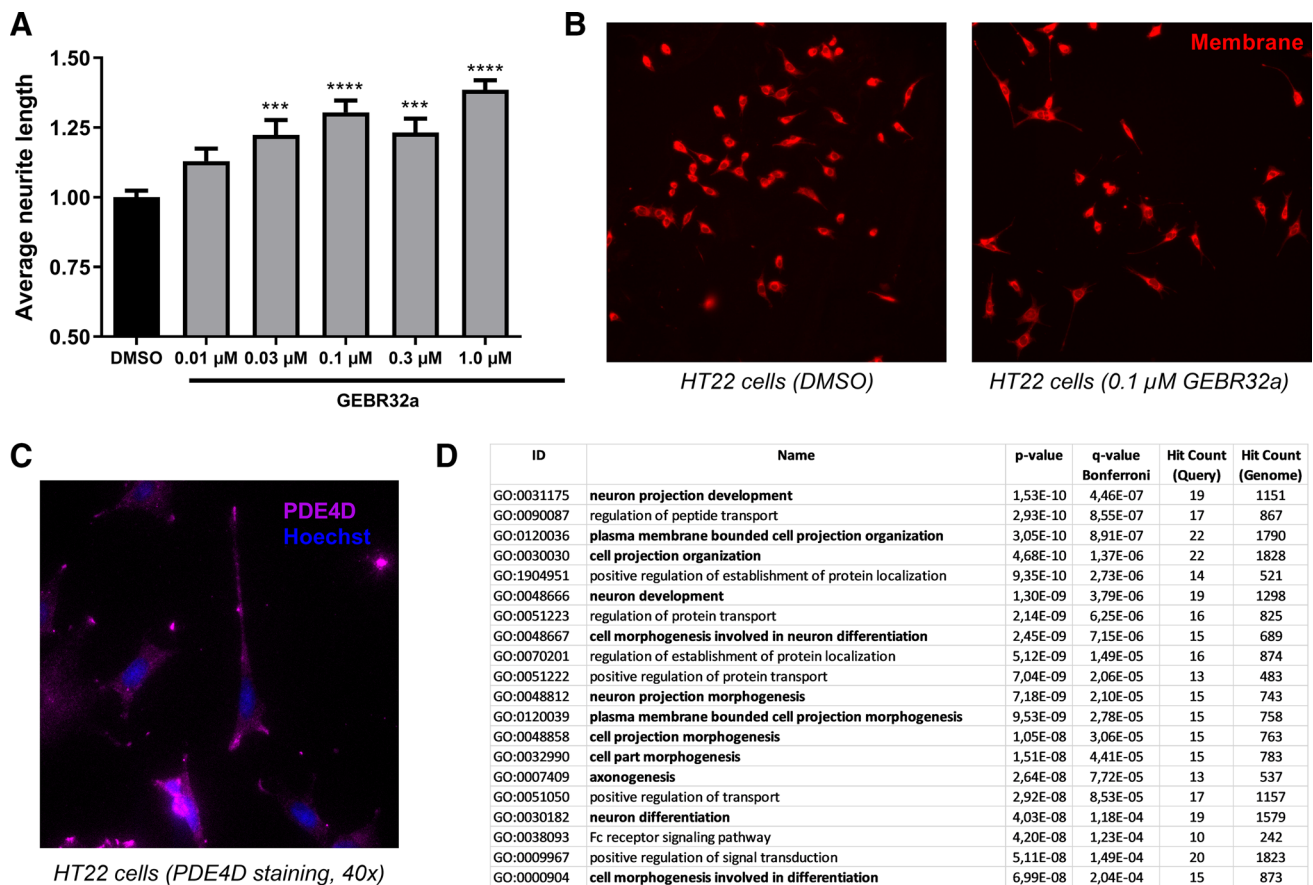 A
Average neurite length
1.50
1.25
1.00
0.75
0.50
***
****
***
****
DMSO 0.01 µM 0.03 µM 0.1 µM 0.3 µM 1.0 µM
GEBR32a
B
Membrane
HT22 cells (DMSO)
HT22 cells (0.1 µM GEBR32a)
C
PDE4D
Hoechst
HT22 cells (PDE4D staining, 40x)
D
ID Name p-value q-value Bonferroni Hit Count (Query) Hit Count (Genome)
GO:0031175 neuron projection development 1,53E-10 4,46E-07 19 1151
GO:0090087 regulation of peptide transport 2,93E-10 8,55E-07 17 867
GO:0120036 plasma membrane bounded cell projection organization 3,05E-10 8,91E-07 22 1790
GO:0030030 cell projection organization 4,68E-10 1,37E-06 22 1828
GO:1904951 positive regulation of establishment of protein localization 9,35E-10 2,73E-06 14 521
GO:0048666 neuron development 1,30E-09 3,79E-06 19 1298
GO:0051223 regulation of protein transport 2,14E-09 6,25E-06 16 825
GO:0048667 cell morphogenesis involved in neuron differentiation 2,45E-09 7,15E-06 15 689
GO:0070201 regulation of establishment of protein localization 5,12E-09 1,49E-05 16 874
GO:0051222 positive regulation of protein transport 7,04E-09 2,06E-05 13 483
GO:0048812 neuron projection morphogenesis 7,18E-09 2,10E-05 15 743
GO:0120039 plasma membrane bounded cell projection morphogenesis 9,53E-09 2,78E-05 15 758
GO:0048858 cell projection morphogenesis 1,05E-08 3,06E-05 15 763
GO:0032990 cell part morphogenesis 1,51E-08 4,41E-05 15 783
GO:0007409 axonogenesis 2,64E-08 7,72E-05 13 537
GO:0051050 positive regulation of transport 2,92E-08 8,53E-05 17 1157
GO:0030182 neuron differentiation 4,03E-08 1,18E-04 19 1579
GO:0038093 Fc receptor signaling pathway 4,20E-08 1,23E-04 10 242
GO:0009967 positive regulation of signal transduction 5,11E-08 1,49E-04 20 1823
GO:0000904 cell morphogenesis involved in differentiation 6,99E-08 2,04E-04 15 873